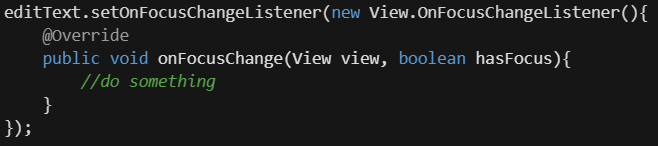 editText.setOnFocusChangeListener(new View.OnFocusChangeListener(){
    @Override
    public void onFocusChange(View view, boolean hasFocus){
        //do something
    }
});